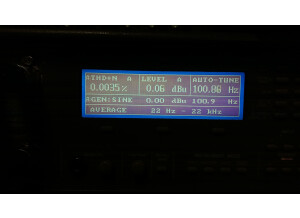 THD+N A LEVEL A AUTO-TUNE
0.0035% 0.06 dBu 100.86 Hz
GEN:SINE 0.00 dBu 100.9 Hz
AVERAGE 22 Hz - 22 kHz